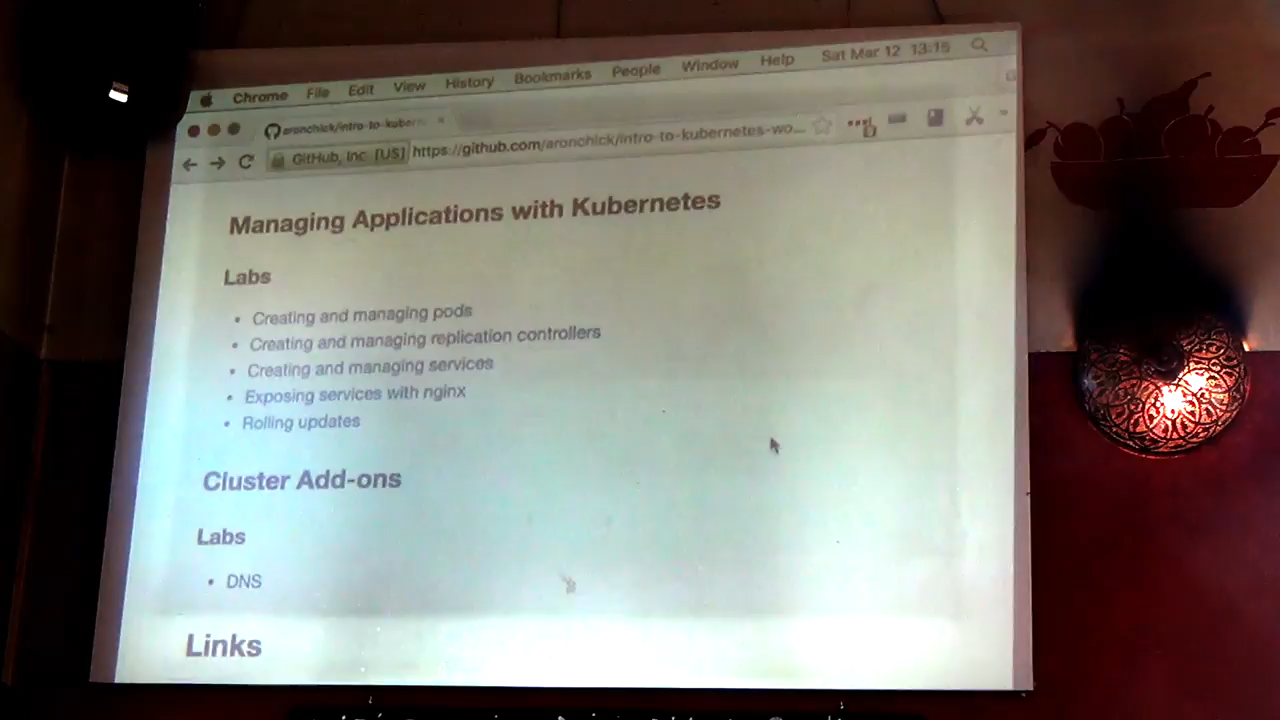 Chrome File Edit View History Bookmarks People Window Help Sat Mar 12 13:15
aronchick/intro-to-kubern
GitHub, Inc [US] https://github.com/aronchick/intro-to-kubernetes-wo...
Managing Applications with Kubernetes
Labs
• Creating and managing pods
• Creating and managing replication controllers
• Creating and managing services
• Exposing services with nginx
• Rolling updates
Cluster Add-ons
Labs
• DNS
Links